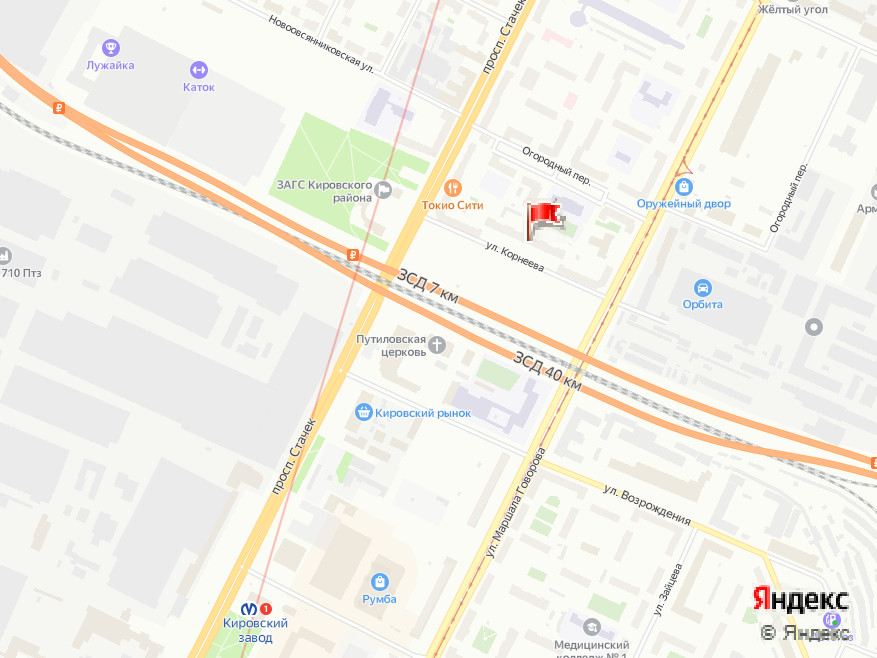 Жёлтый угол
Новоовсянниковская ул.
просп. Стачек
Лужайка
Каток
Огородный пер.
ЗАГС Кировского
района
Токио Сити
Оружейный двор
Огородный пер.
Арм
ул. Корнеева
710 Птз
ЗСД 7 км
Орбита
Путиловская
церковь
ЗСД 40 км
Кировский рынок
просп. Стачек
ул. Маршала Говорова
ул. Возрождения
ул. Зайцева
Румба
1
Кировский
завод
Медицинский
колледж № 1
Яндекс
© Яндекс